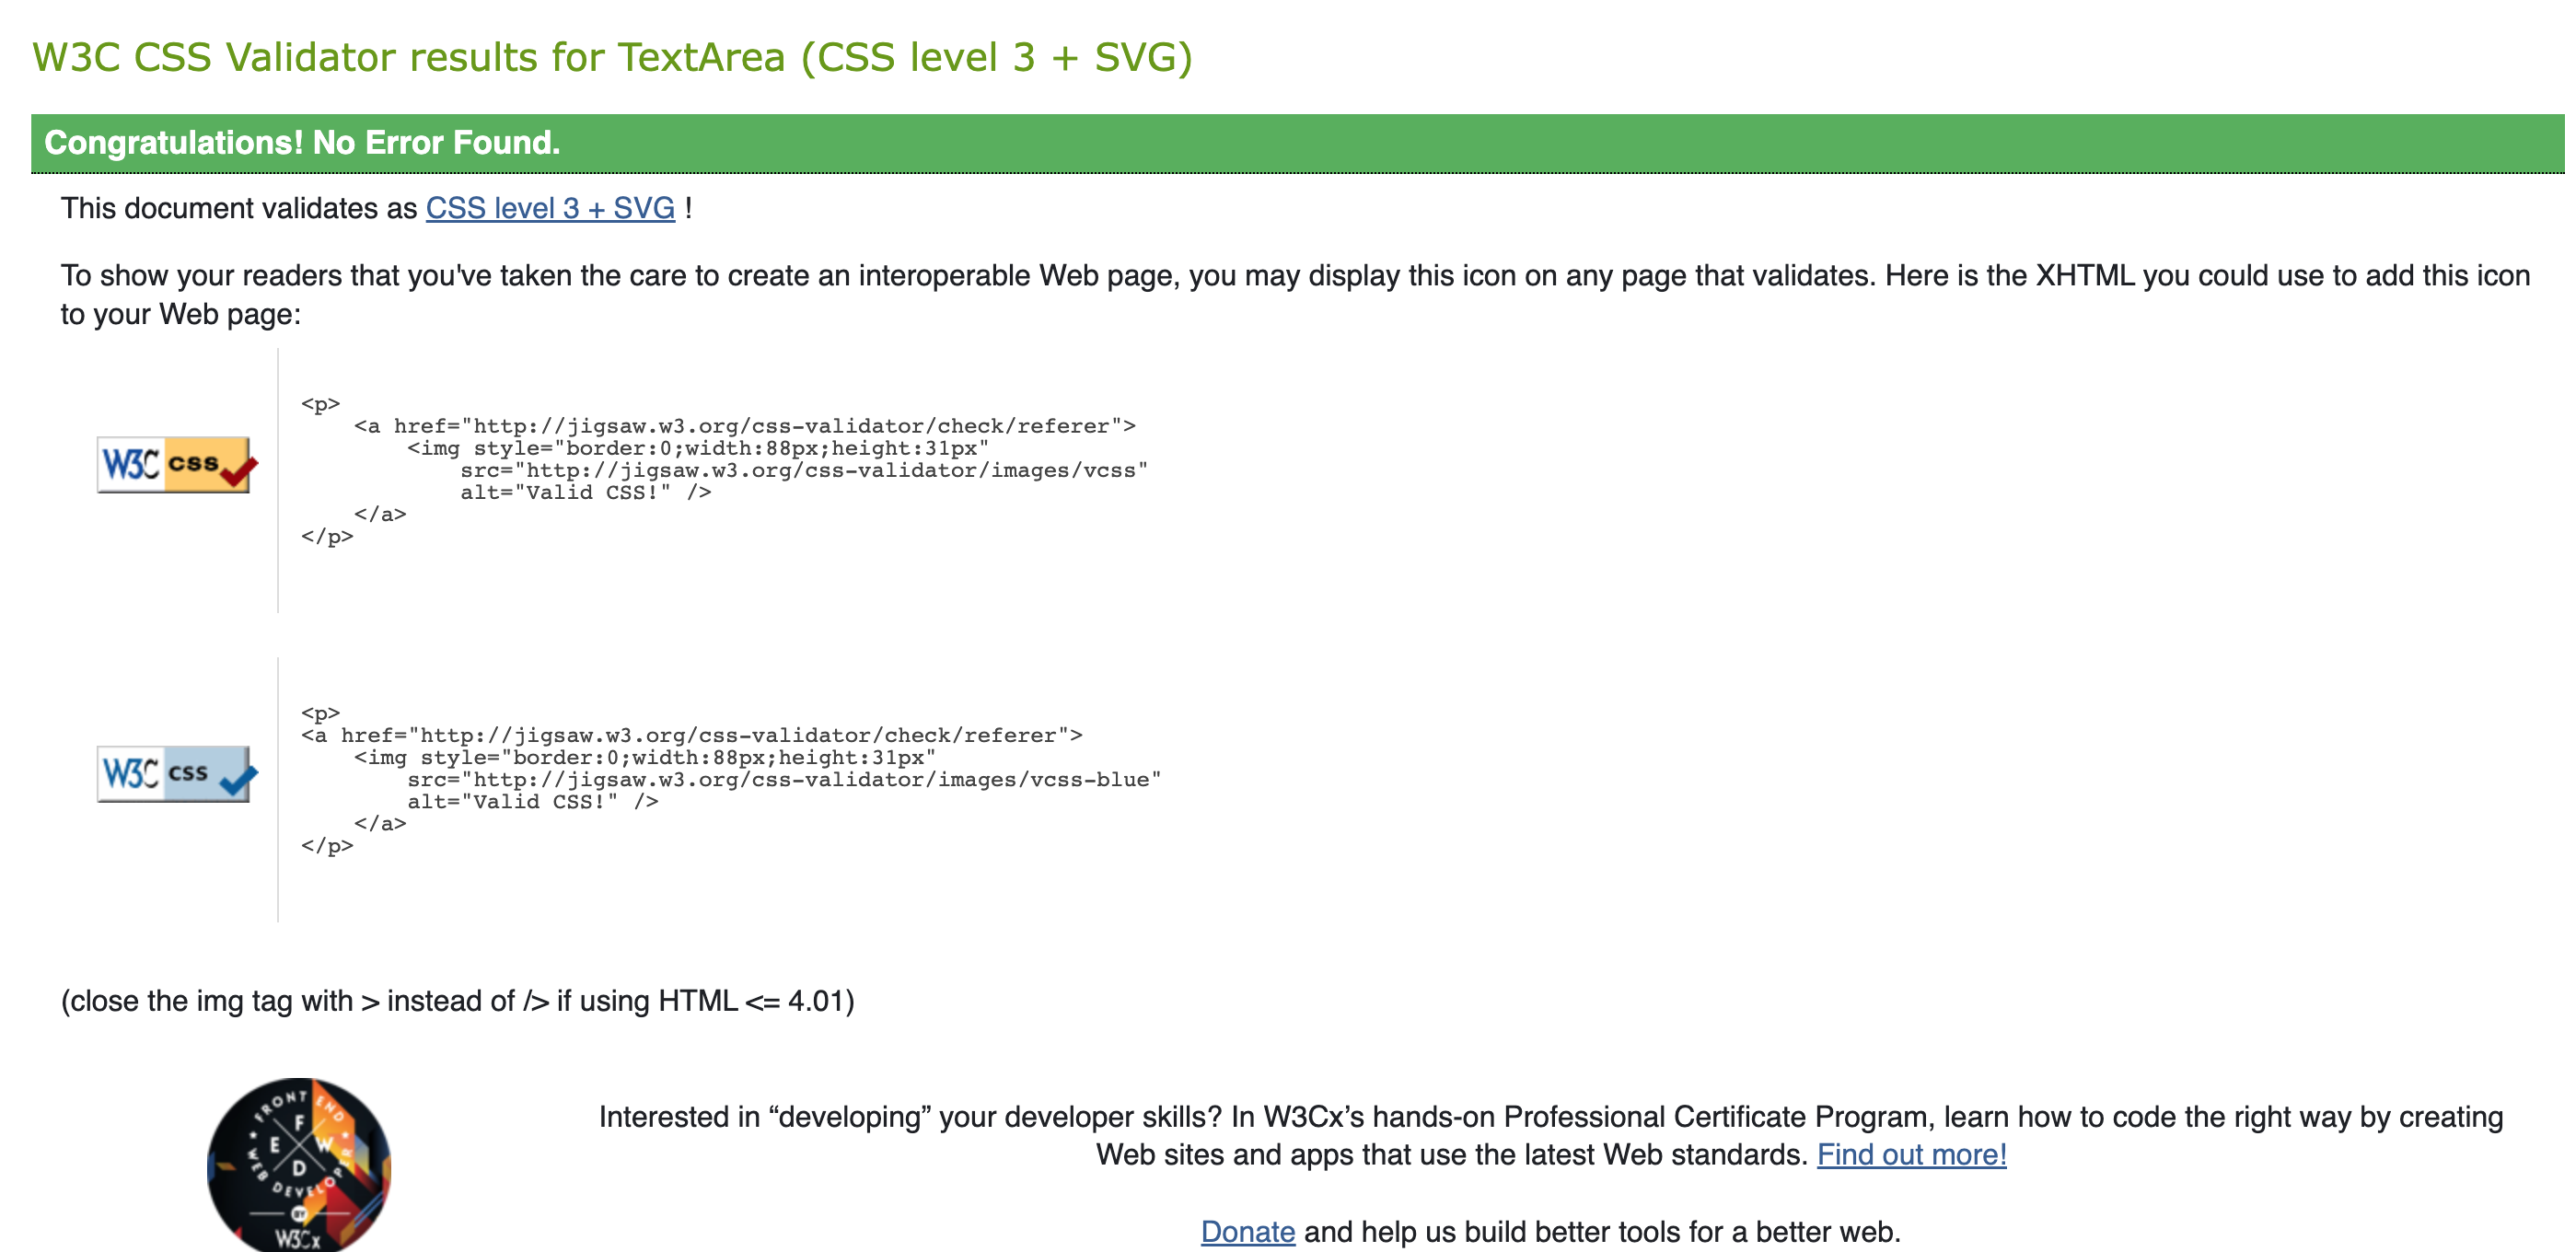 W3C CSS Validator results for TextArea (CSS level 3 + SVG)
Congratulations! No Error Found.
This document validates as CSS level 3 + SVG !
To show your readers that you've taken the care to create an interoperable Web page, you may display this icon on any page that validates. Here is the XHTML you could use to add this icon
to your Web page:
W3C css
<p>
    <a href="http://jigsaw.w3.org/css-validator/check/referer">
        <img style="border:0;width:88px;height:31px"
            src="http://jigsaw.w3.org/css-validator/images/vcss"
            alt="Valid CSS!" />
    </a>
</p>
W3C css
<p>
<a href="http://jigsaw.w3.org/css-validator/check/referer">
    <img style="border:0;width:88px;height:31px"
        src="http://jigsaw.w3.org/css-validator/images/vcss-blue"
        alt="Valid CSS!" />
    </a>
</p>
(close the img tag with > instead of /> if using HTML <= 4.01)
FRONT END
F
E W
D
WEB DEVELOPER
BY
W3Cx
Interested in “developing” your developer skills? In W3Cx’s hands-on Professional Certificate Program, learn how to code the right way by creating
Web sites and apps that use the latest Web standards. Find out more!
Donate and help us build better tools for a better web.